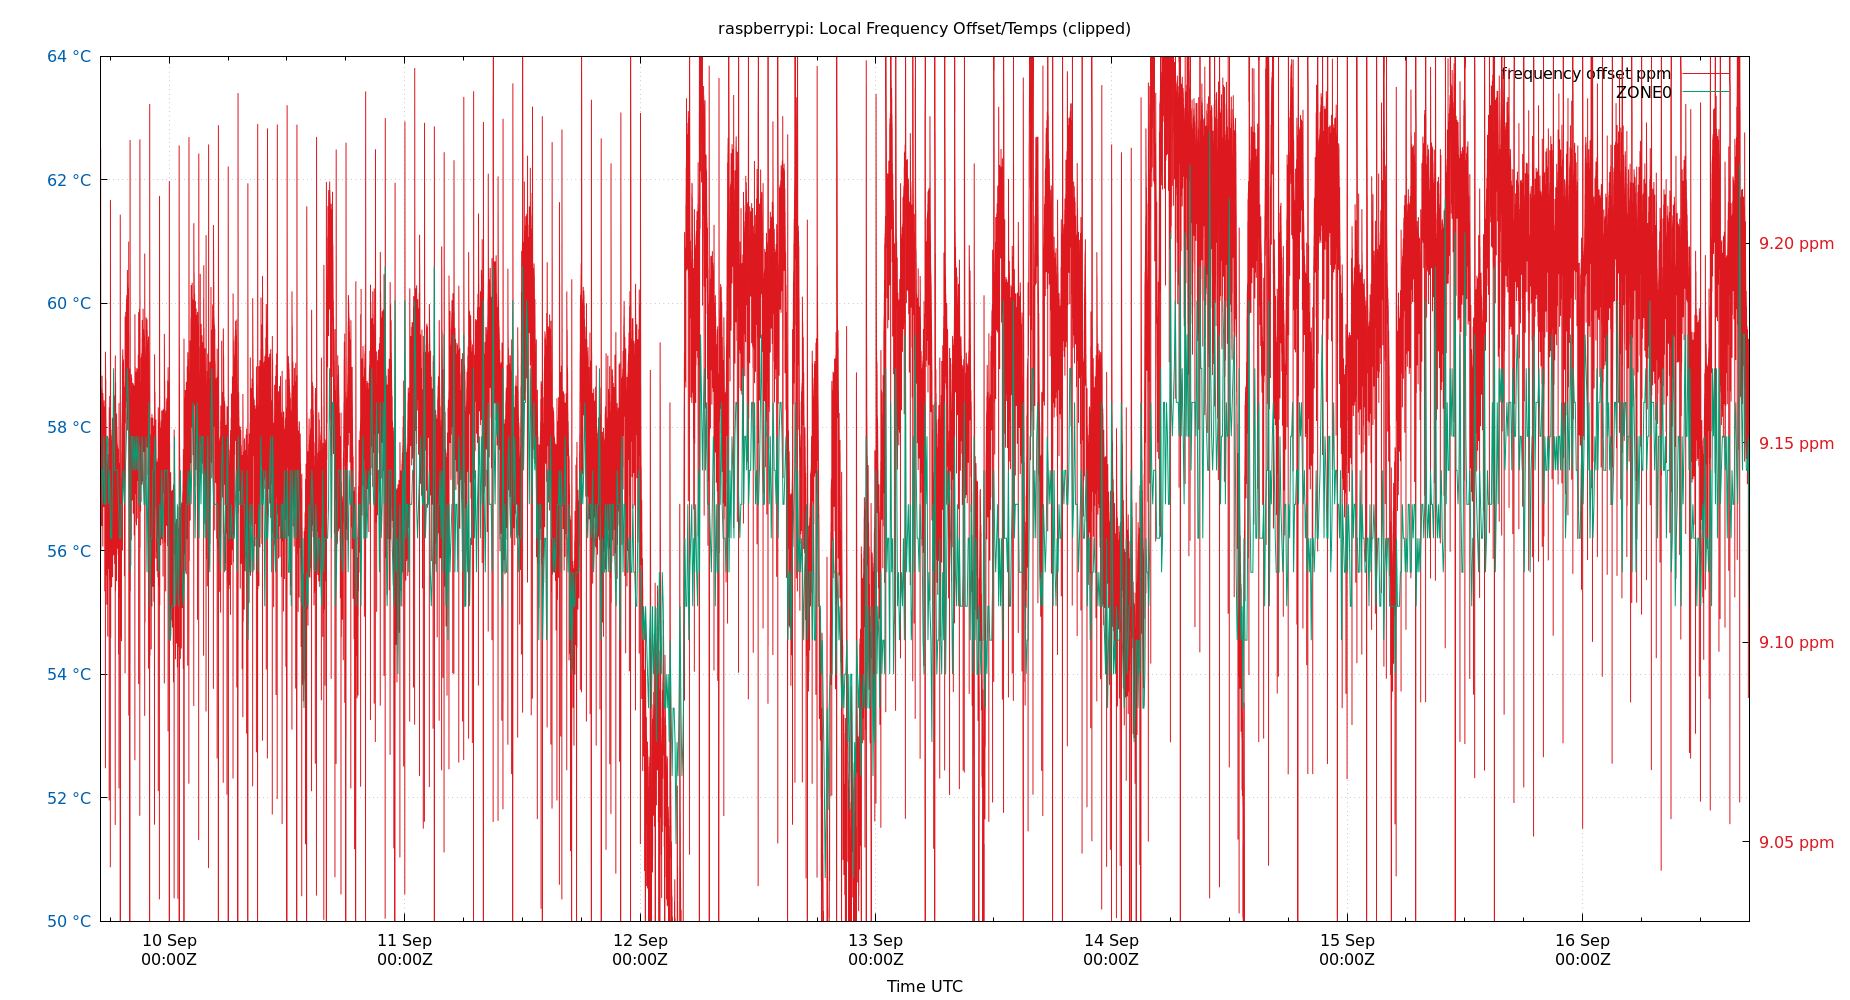 raspberrypi: Local Frequency Offset/Temps (clipped)
64 °C
62 °C
60 °C
58 °C
56 °C
54 °C
52 °C
50 °C
frequency offset ppm
ZONE0
9.20 ppm
9.15 ppm
9.10 ppm
9.05 ppm
10 Sep
00:00Z
11 Sep
00:00Z
12 Sep
00:00Z
13 Sep
00:00Z
14 Sep
00:00Z
15 Sep
00:00Z
16 Sep
00:00Z
Time UTC